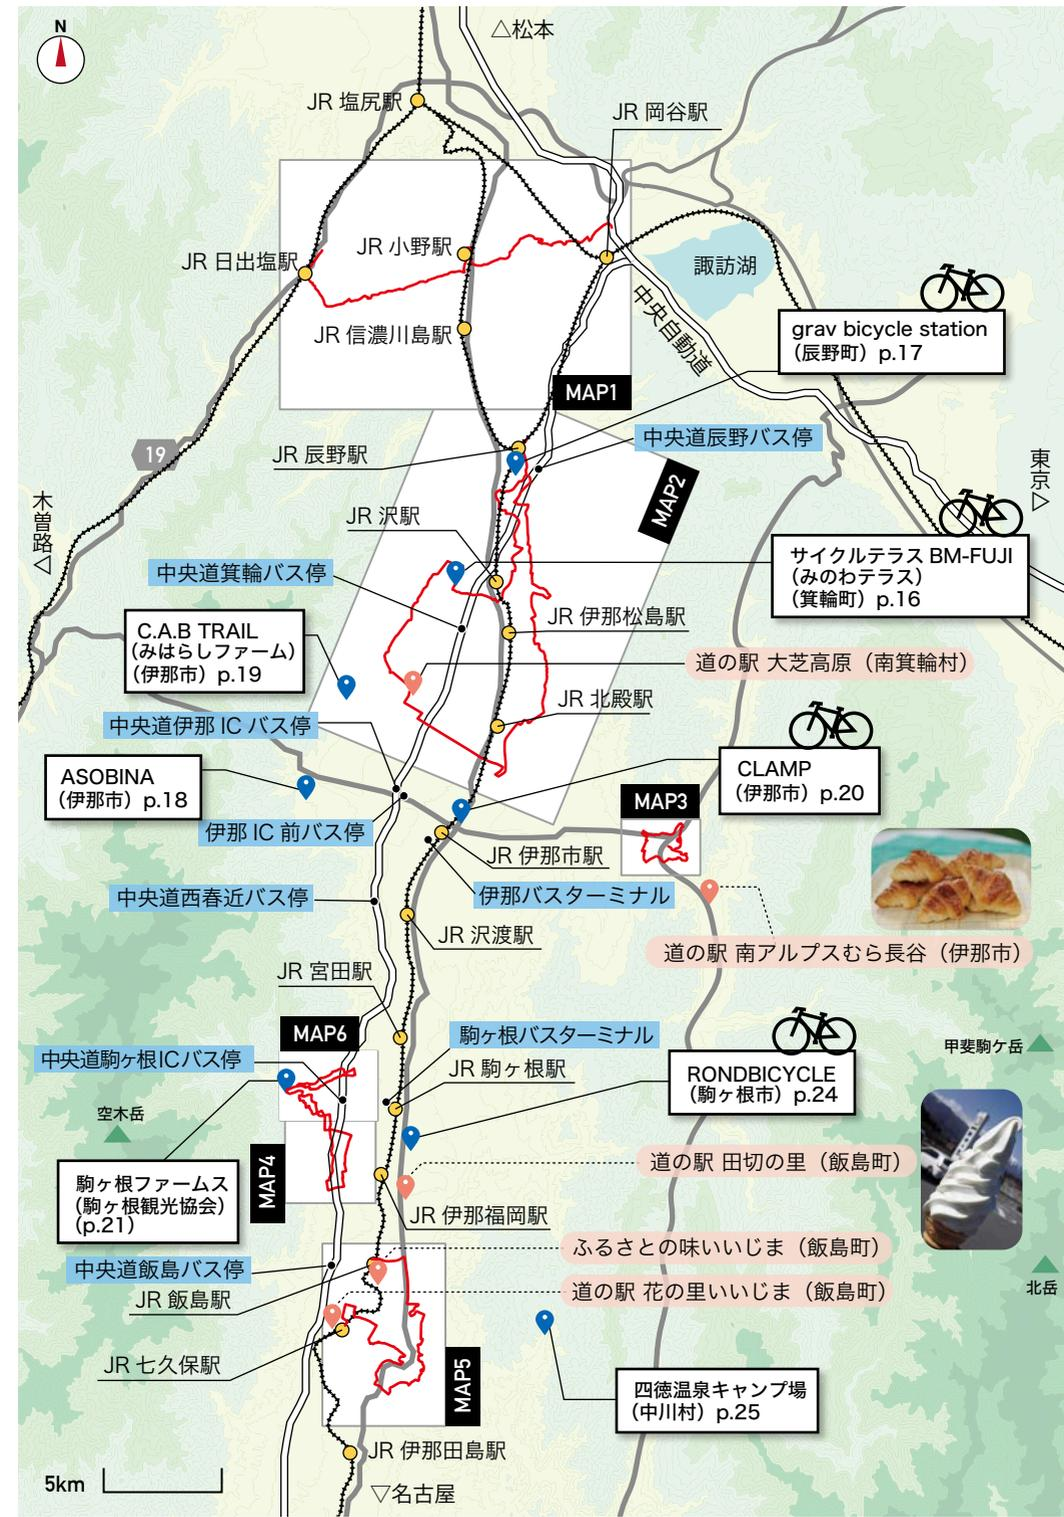 N
△松本
JR 塩尻駅
JR 岡谷駅
JR 小野駅
JR 日出塩駅
諏訪湖
中央自動道
JR 信濃川島駅
grav bicycle station
（辰野町）p.17
MAP1
中央道辰野バス停
JR 辰野駅
19
MAP2
東京▷
木曽路◁
JR 沢駅
サイクルテラス BM-FUJI
（みのわテラス）
（箕輪町）p.16
中央道箕輪バス停
JR 伊那松島駅
C.A.B TRAIL
（みはらしファーム）
（伊那市）p.19
道の駅 大芝高原（南箕輪村）
JR 北殿駅
中央道伊那 IC バス停
ASOBINA
（伊那市）p.18
CLAMP
（伊那市）p.20
MAP3
伊那 IC 前バス停
JR 伊那市駅
中央道西春近バス停
伊那バスターミナル
JR 沢渡駅
道の駅 南アルプスむら長谷（伊那市）
JR 宮田駅
MAP6
駒ヶ根バスターミナル
中央道駒ヶ根ICバス停
JR 駒ヶ根駅
RONDBICYCLE
（駒ヶ根市）p.24
甲斐駒ケ岳
空木岳
MAP4
道の駅 田切の里（飯島町）
駒ヶ根ファームス
（駒ヶ根観光協会）
（p.21）
JR 伊那福岡駅
ふるさとの味いいじま（飯島町）
中央道飯島バス停
道の駅 花の里いいじま（飯島町）
JR 飯島駅
北岳
JR 七久保駅
MAP5
四徳温泉キャンプ場
（中川村）p.25
JR 伊那田島駅
5km
▽名古屋